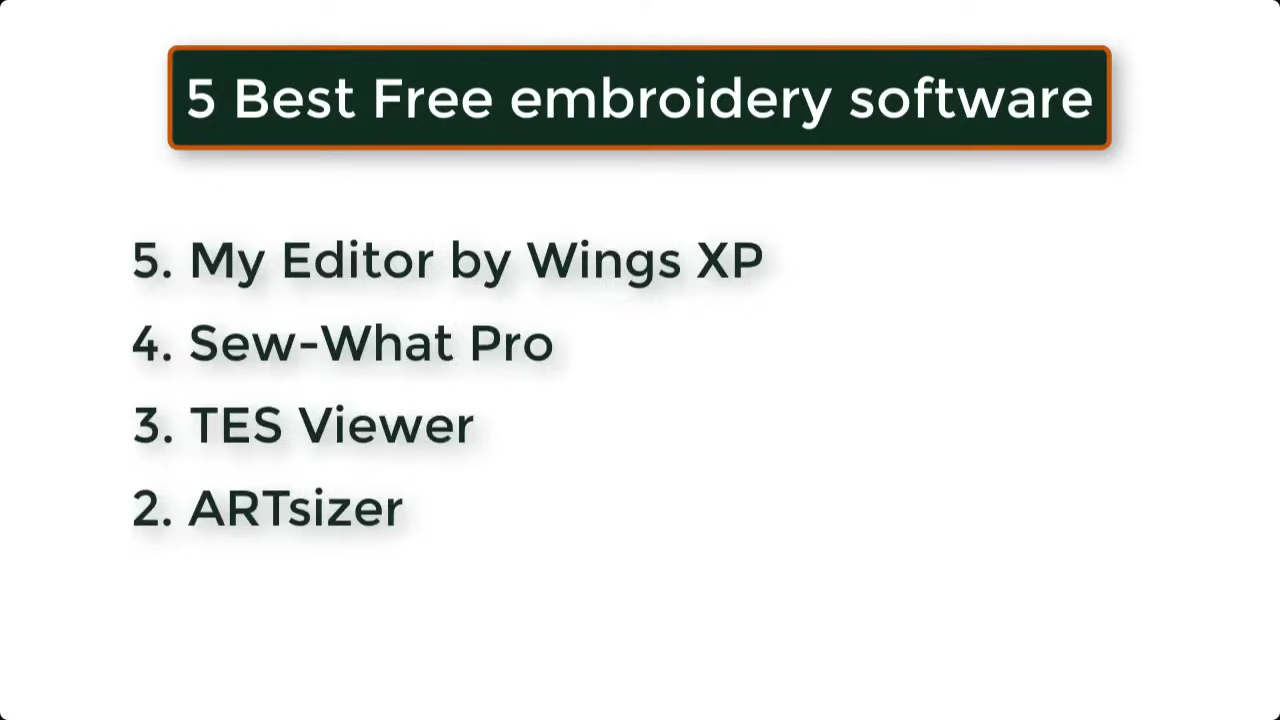 5 Best Free embroidery software
5. My Editor by Wings XP
4. Sew-What Pro
3. TES Viewer
2. ARTsizer